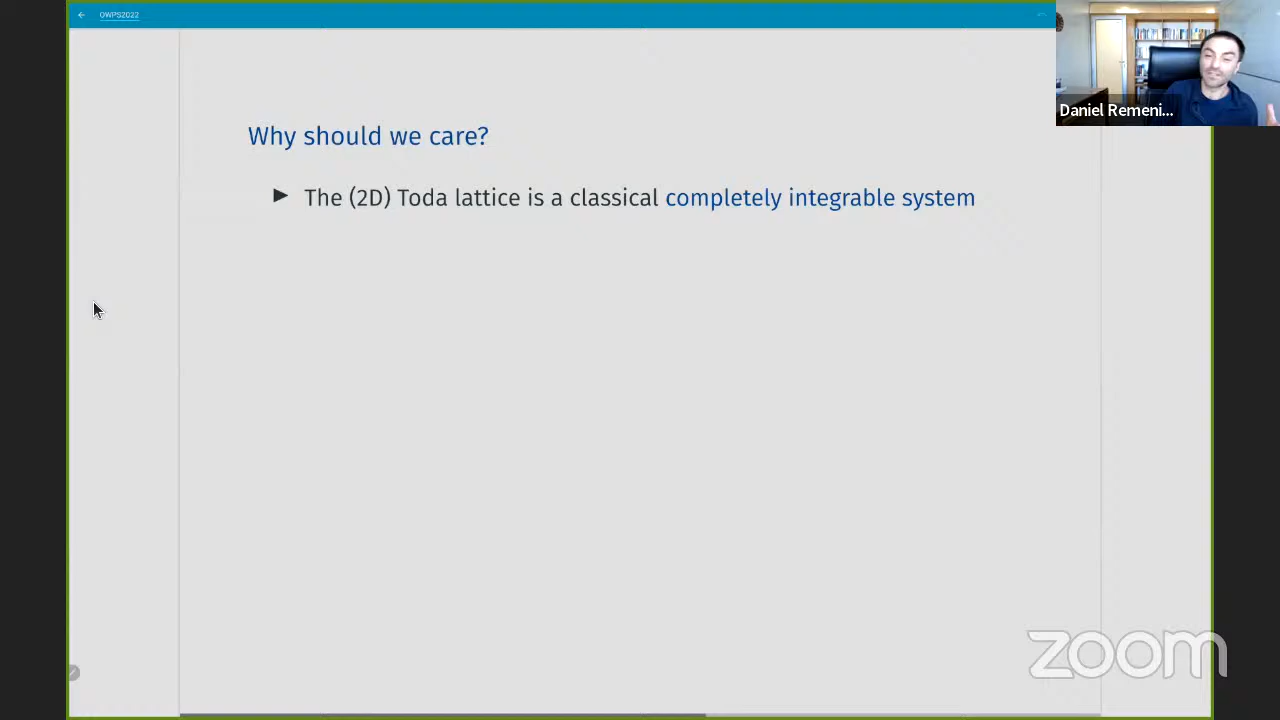 OWPS2022
Daniel Remeni...
Why should we care?
▶ The (2D) Toda lattice is a classical completely integrable system
zoom